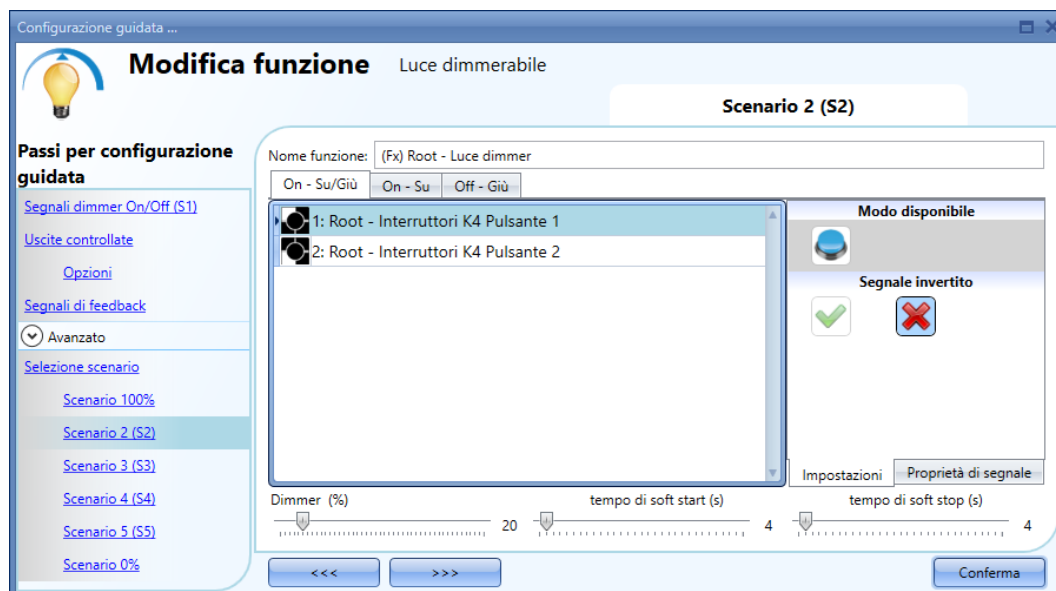 Configurazione guidata ...
Modifica funzione Luce dimmerabile
Scenario 2 (S2)
Passi per configurazione
guidata
Segnali dimmer On/Off (S1)
Uscite controllate
Opzioni
Segnali di feedback
Avanzato
Selezione scenario
Scenario 100%
Scenario 2 (S2)
Scenario 3 (S3)
Scenario 4 (S4)
Scenario 5 (S5)
Scenario 0%
Nome funzione: (Fx) Root - Luce dimmer
On - Su/Giù On - Su Off - Giù
1: Root - Interruttori K4 Pulsante 1
2: Root - Interruttori K4 Pulsante 2
Modo disponibile
Segnale invertito
Impostazioni Proprietà di segnale
Dimmer (%) tempo di soft start (s) tempo di soft stop (s)
20 4 4
<<< >>> Conferma